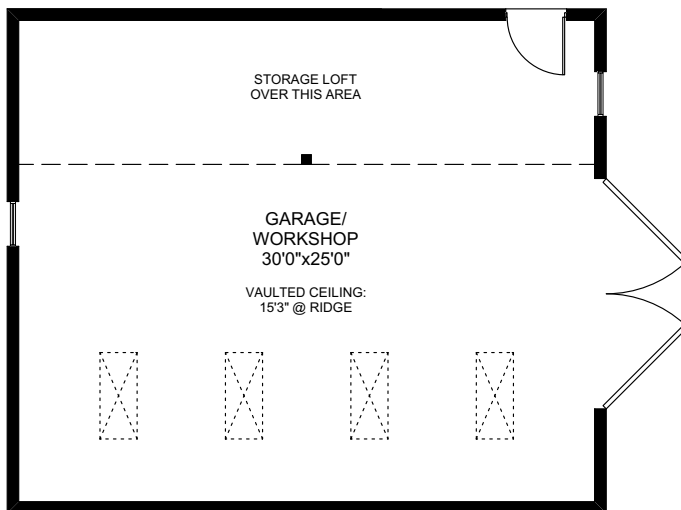 STORAGE LOFT
OVER THIS AREA
GARAGE/
WORKSHOP
30'0"x25'0"
VAULTED CEILING:
15'3" @ RIDGE